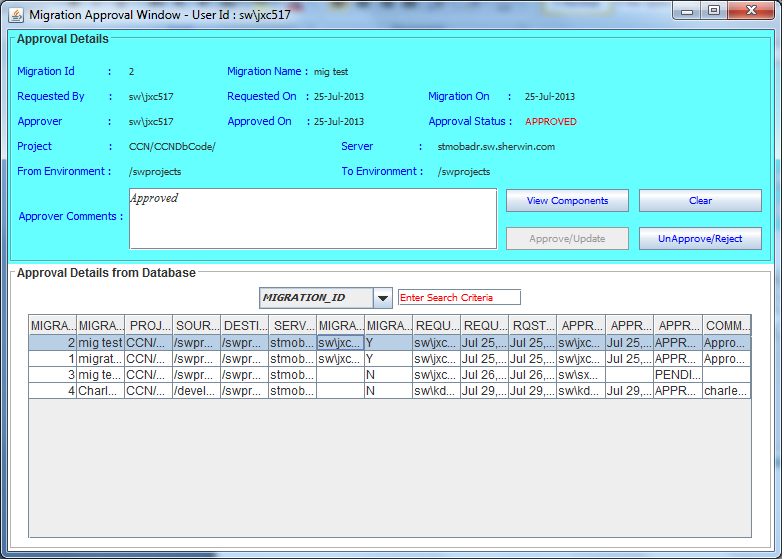 Migration Approval Window - User Id : sw\jxc517
Approval Details
Migration Id : 2 Migration Name : mig test
Requested By : sw\jxc517 Requested On : 25-Jul-2013 Migration On : 25-Jul-2013
Approver : sw\jxc517 Approved On : 25-Jul-2013 Approval Status : APPROVED
Project : CCN/CCNDbCode/ Server : stmobadr.sw.sherwin.com
From Environment : /swprojects To Environment : /swprojects
Approver Comments : Approved
View Components Clear
Approve/Update UnApprove/Reject
Approval Details from Database
MIGRATION_ID Enter Search Criteria
MIGRA... MIGRA... PROJ... SOUR... DESTI... SERV... MIGRA... MIGRA... REQU... REQU... RQST... APPR... APPR... APPR... COMM...
2 mig test CCN/... /swpr... /swpr... stmob... sw\jxc... Y sw\jxc... Jul 25,... Jul 25,... sw\jxc... Jul 25,... APPR... Appro...
1 migrat... CCN/... /swpr... /swpr... stmob... sw\jxc... Y sw\jxc... Jul 25,... Jul 25,... sw\jxc... Jul 25,... APPR... Appro...
3 mig te... CCN/... /swpr... /swpr... stmob... N sw\jxc... Jul 26,... Jul 26,... sw\sx... PENDI...
4 Charl... CCN/... /devel... /swpr... stmob... N sw\kd... Jul 29,... Jul 29,... sw\kd... Jul 29,... APPR... charle...